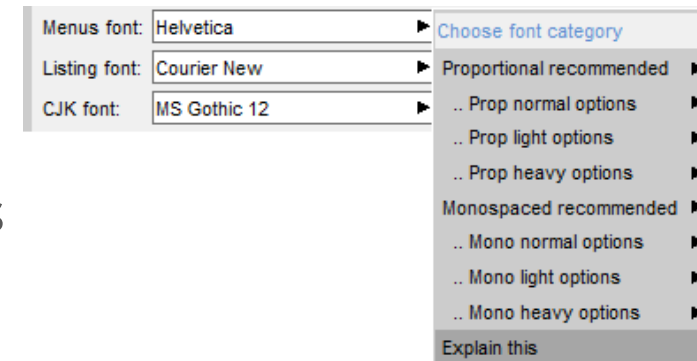 Menus font: Helvetica
Listing font: Courier New
CJK font: MS Gothic 12
Choose font category
Proportional recommended
.. Prop normal options
.. Prop light options
.. Prop heavy options
Monospaced recommended
.. Mono normal options
.. Mono light options
.. Mono heavy options
Explain this
s